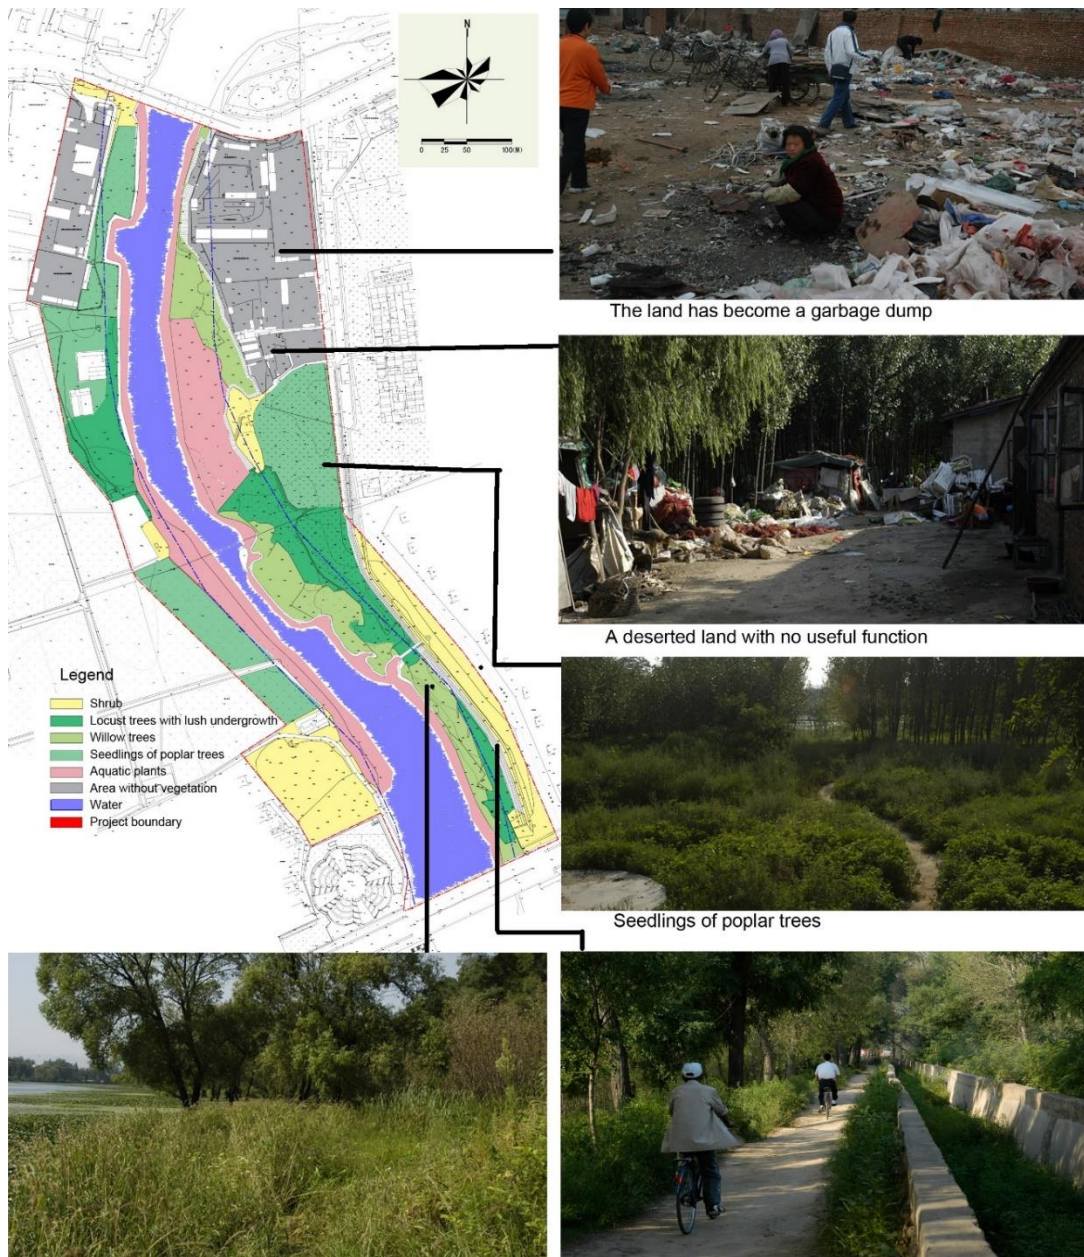 N
0 25 50 100(米)
The land has become a garbage dump
A deserted land with no useful function
Legend
Shrub
Locust trees with lush undergrowth
Willow trees
Seedlings of poplar trees
Aquatic plants
Area without vegetation
Water
Project boundary
Seedlings of poplar trees